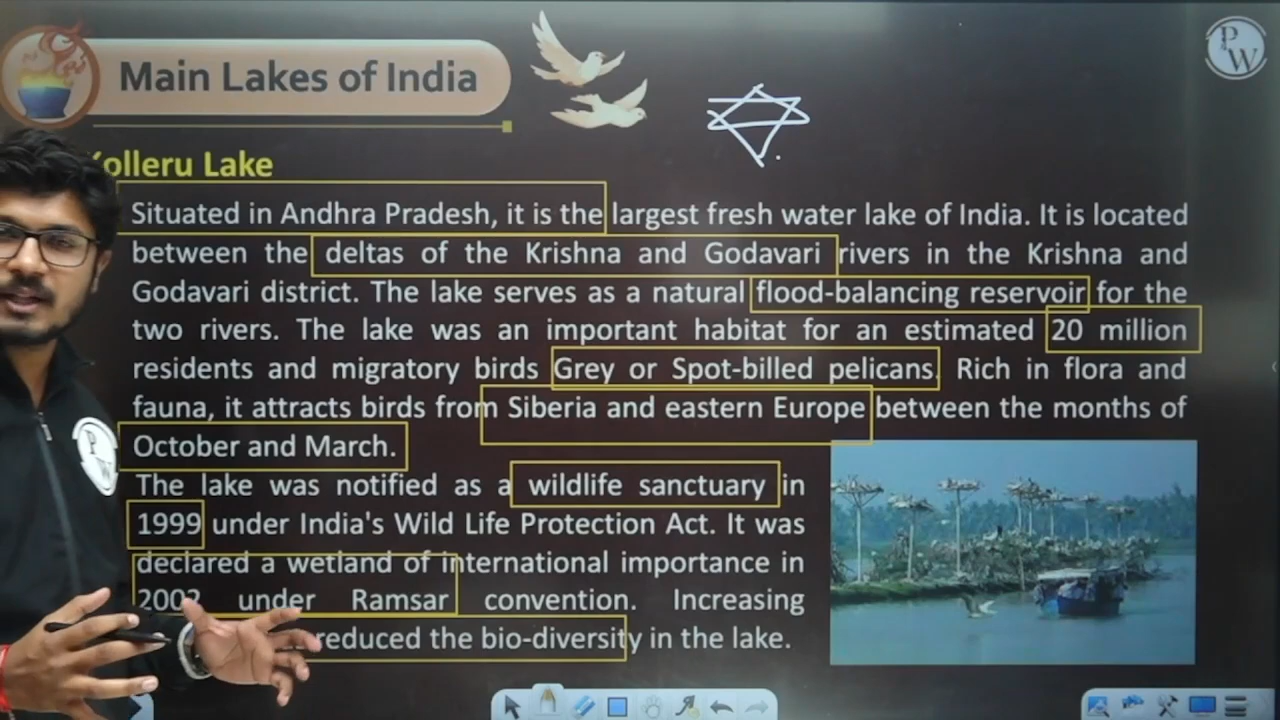 Main Lakes of India
P
W
olleru Lake
Situated in Andhra Pradesh, it is the largest fresh water lake of India. It is located
between the deltas of the Krishna and Godavari rivers in the Krishna and
Godavari district. The lake serves as a natural flood-balancing reservoir for the
two rivers. The lake was an important habitat for an estimated 20 million
residents and migratory birds Grey or Spot-billed pelicans. Rich in flora and
fauna, it attracts birds from Siberia and eastern Europe between the months of
October and March.
The lake was notified as a wildlife sanctuary in
1999 under India's Wild Life Protection Act. It was
declared a wetland of international importance in
2002 under Ramsar convention. Increasing
reduced the bio-diversity in the lake.
P
W